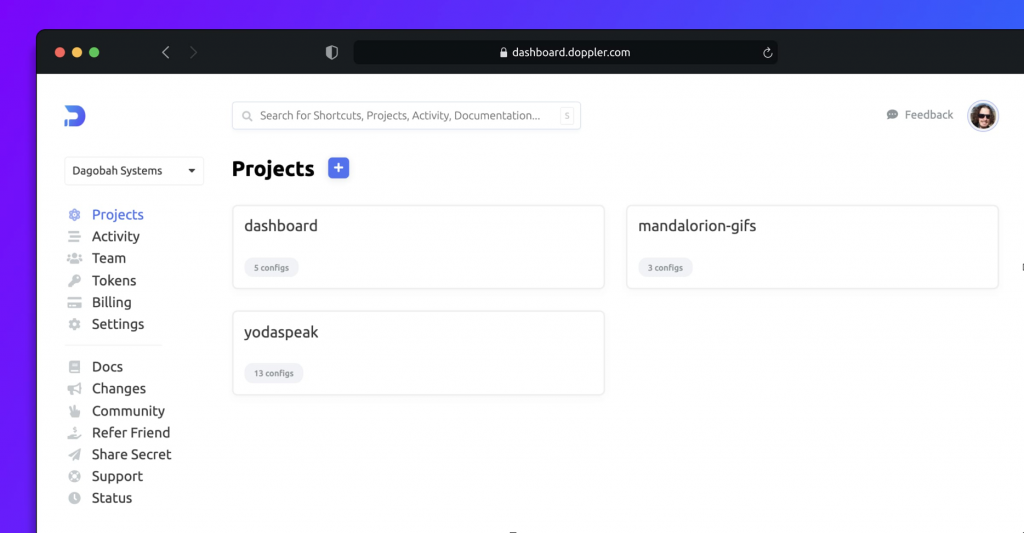 dashboard.doppler.com
Search for Shortcuts, Projects, Activity, Documentation...
S
Feedback
Dagobah Systems
Projects
Activity
Team
Tokens
Billing
Settings
Docs
Changes
Community
Refer Friend
Share Secret
Support
Status
Projects
+
dashboard
5 configs
mandalorion-gifs
3 configs
yodaspeak
13 configs